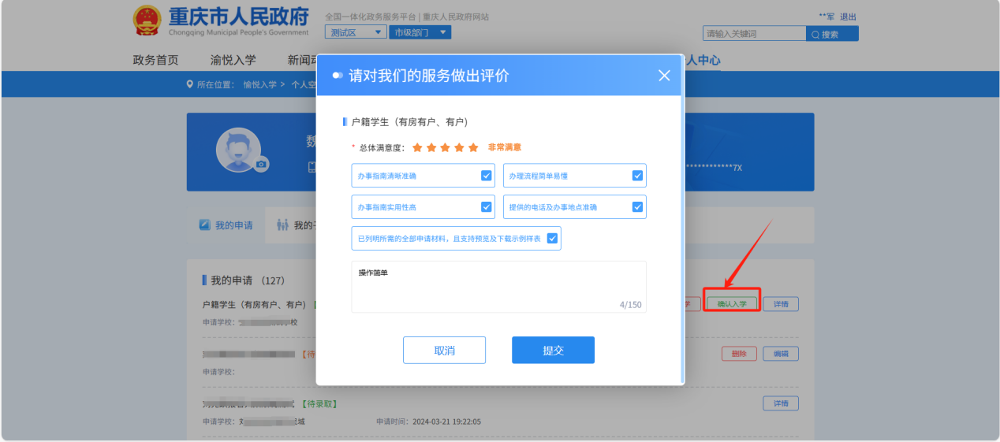 重庆市人民政府
Chongqing Municipal People's Government
全国一体化政务服务平台 | 重庆人民政府网站
测试区 市级部门
**军 退出
请输入关键词 搜索
政务首页 渝悦入学 新闻 人中心
所在位置： 愉悦入学 > 个人空
请对我们的服务做出评价
户籍学生（有房有户、有户）
* 总体满意度： 非常满意
办事指南清晰准确 办理流程简单易懂
办事指南实用性高 提供的电话及办事地点准确
已列明所需的全部申请材料，且支持预览及下载示例样表
操作简单
4/150
取消 提交
魏
************7X
我的申请 我的
我的申请 （127）
户籍学生（有房有户、有户）
学 确认入学 详情
申请学校： 校
【待
删除 编辑
申请学校：
【待录取】 详情
申请学校： 城 申请时间：2024-03-21 19:22:05